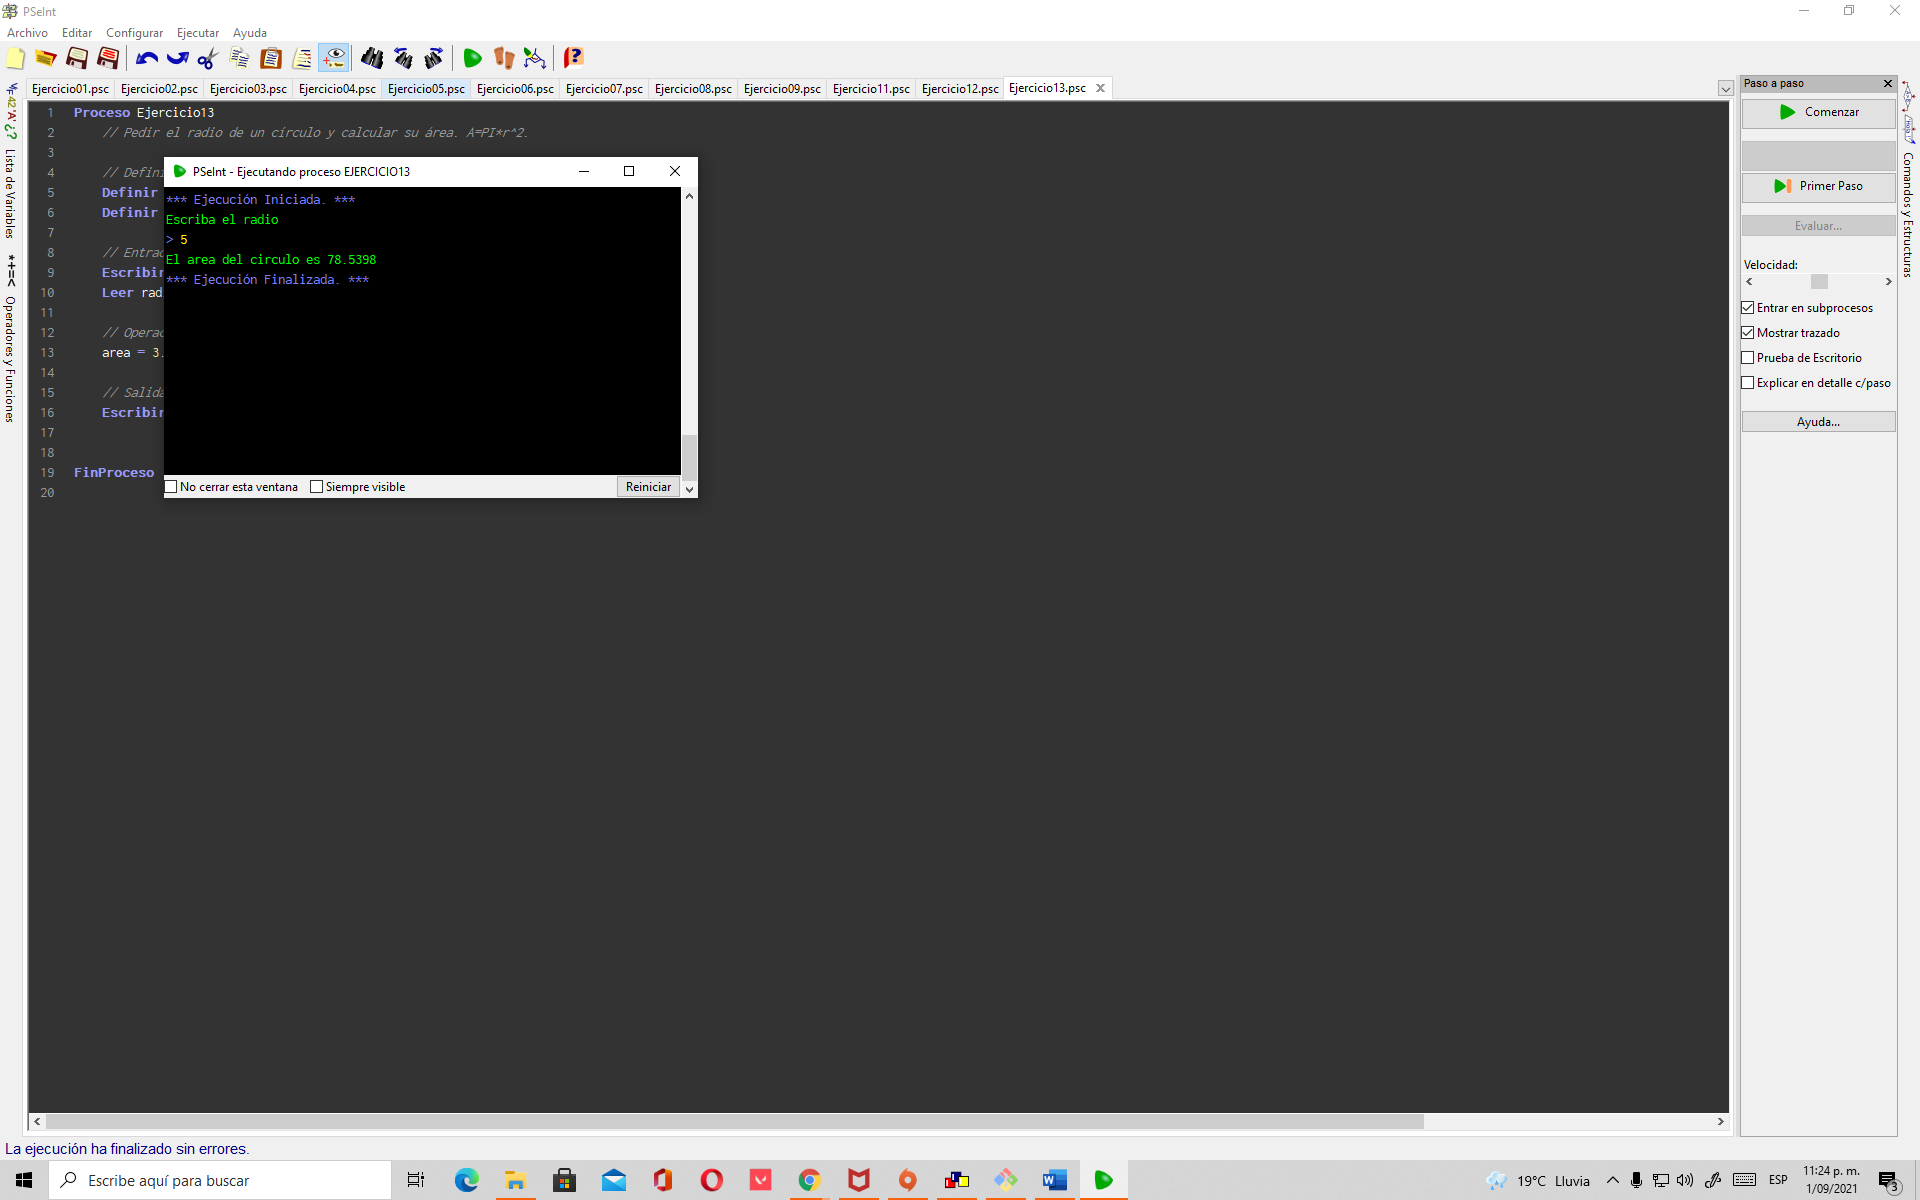 PSeInt
Archivo Editar Configurar Ejecutar Ayuda
Ejercicio01.psc Ejercicio02.psc Ejercicio03.psc Ejercicio04.psc Ejercicio05.psc Ejercicio06.psc Ejercicio07.psc Ejercicio08.psc Ejercicio09.psc Ejercicio11.psc Ejercicio12.psc Ejercicio13.psc
Lista de Variables
*+=<
Operadores y Funciones
1 Proceso Ejercicio13
2 // Pedir el radio de un círculo y calcular su área. A=PI*r^2.
3
4 // Defini
5 Definir
6 Definir
7
8 // Entrad
9 Escribir
10 Leer rad
11
12 // Operac
13 area = 3.
14
15 // Salida
16 Escribir
17
18
19 FinProceso
20
PSeInt - Ejecutando proceso EJERCICIO13
*** Ejecución Iniciada. ***
Escriba el radio
> 5
El area del circulo es 78.5398
*** Ejecución Finalizada. ***
No cerrar esta ventana Siempre visible Reiniciar
Paso a paso
Comenzar
Primer Paso
Evaluar...
Velocidad:
Entrar en subprocesos
Mostrar trazado
Prueba de Escritorio
Explicar en detalle c/paso
Ayuda...
Comandos y Estructuras
La ejecución ha finalizado sin errores.
Escribe aquí para buscar
19°C Lluvia
ESP
11:24 p. m.
1/09/2021
3